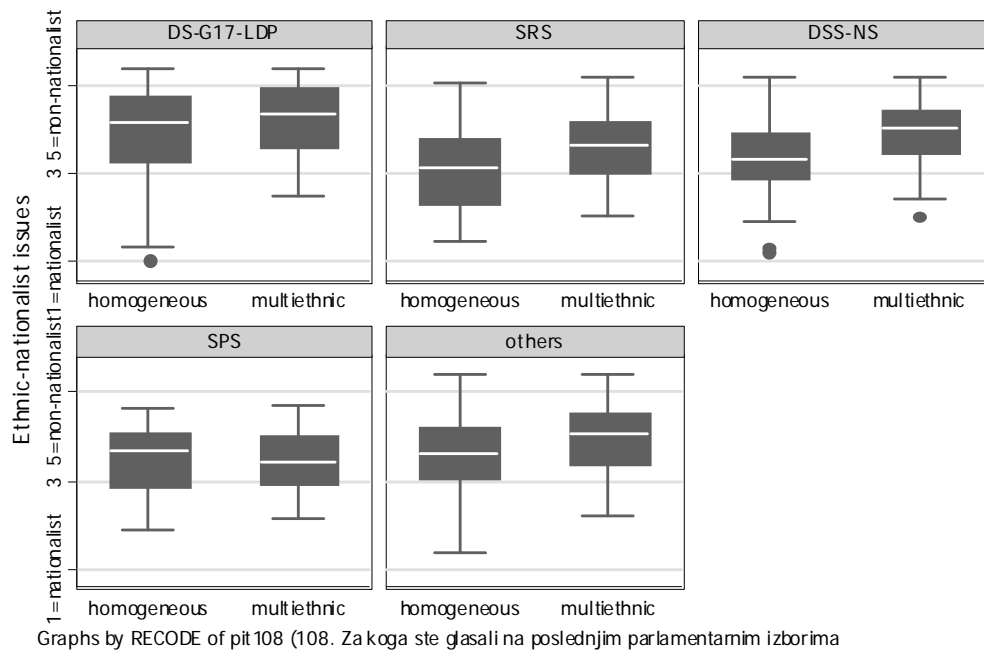 DS-G17-LDP
SRS
DSS-NS
Ethnic-nationalist issues
1=nationalist
3
5=non-nationalist
homogeneous
multiethnic
homogeneous
multiethnic
homogeneous
multiethnic
SPS
others
1=nationalist
3
5=non-nationalist
homogeneous
multiethnic
homogeneous
multiethnic
Graphs by RECODE of pit108 (108. Za koga ste glasali na poslednjim parlamentarnim izborima